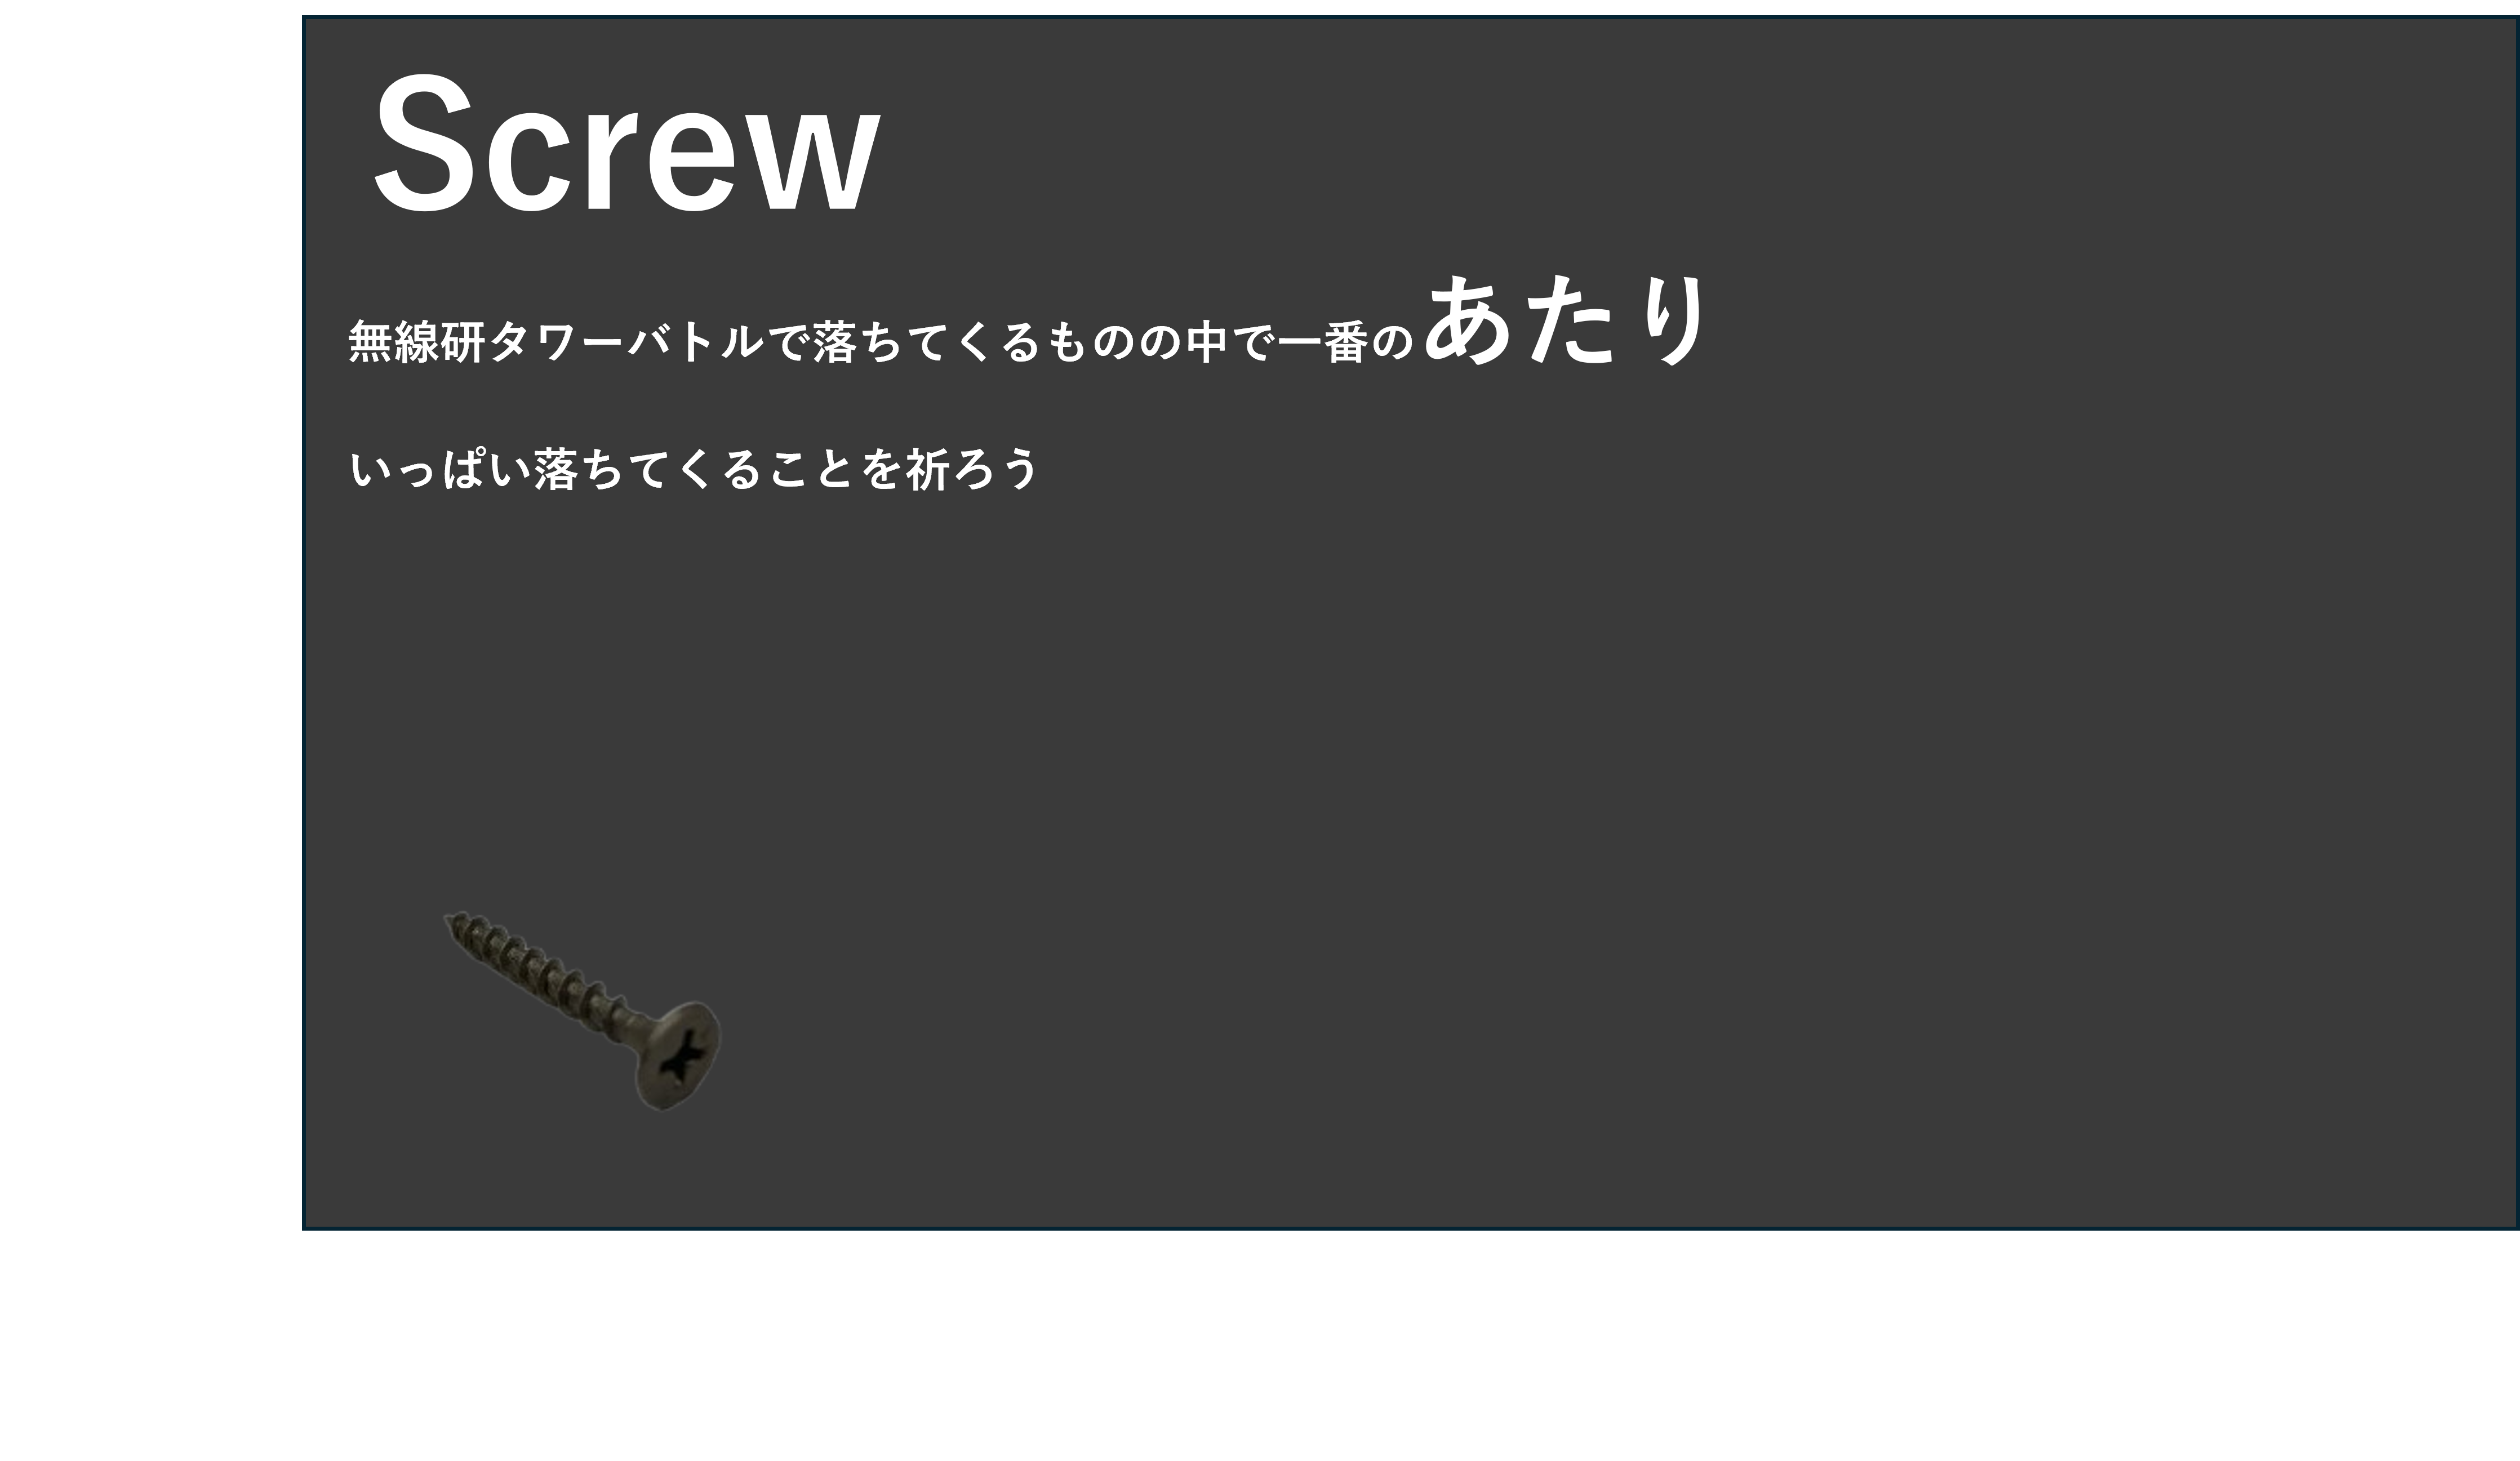 Screw
無線研タワーバトルで落ちてくるものの中で一番のあたり
いっぱい落ちてくることを祈ろう